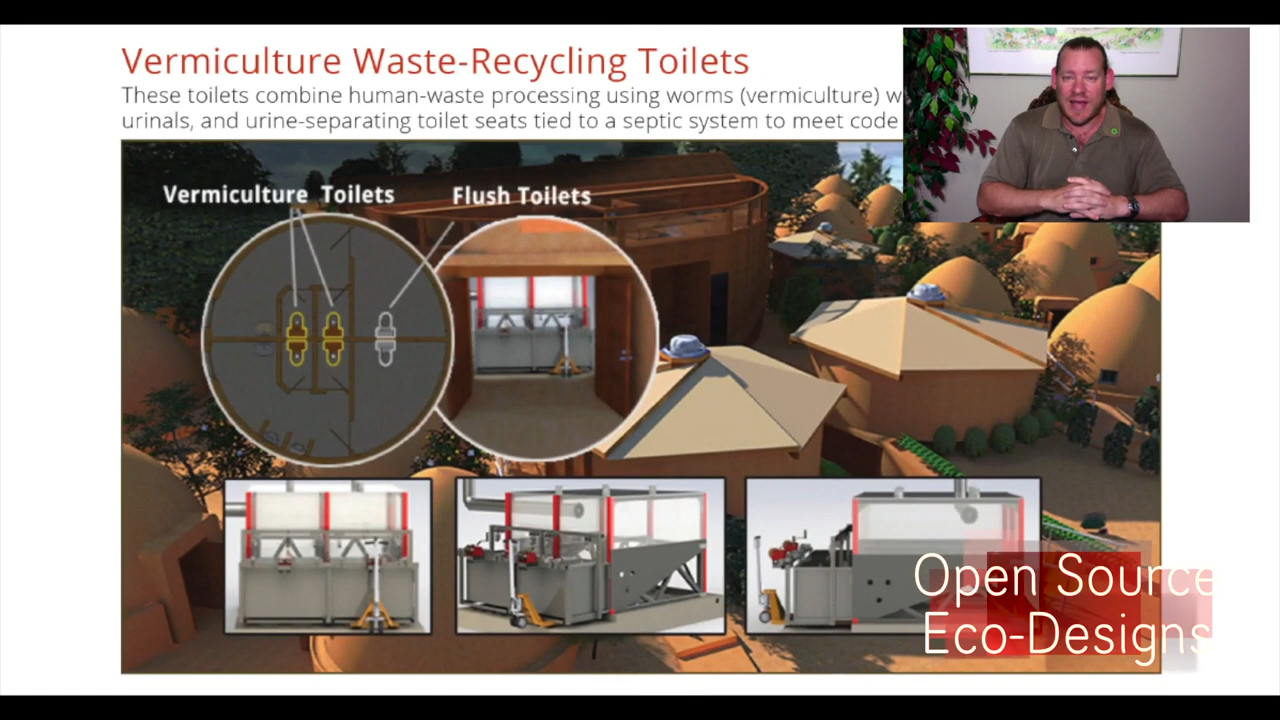 Vermiculture Waste-Recycling Toilets
These toilets combine human-waste processing using worms (vermiculture)
urinals, and urine-separating toilet seats tied to a septic system to meet code
Vermiculture Toilets
Flush Toilets
Open Source
Eco-Designs